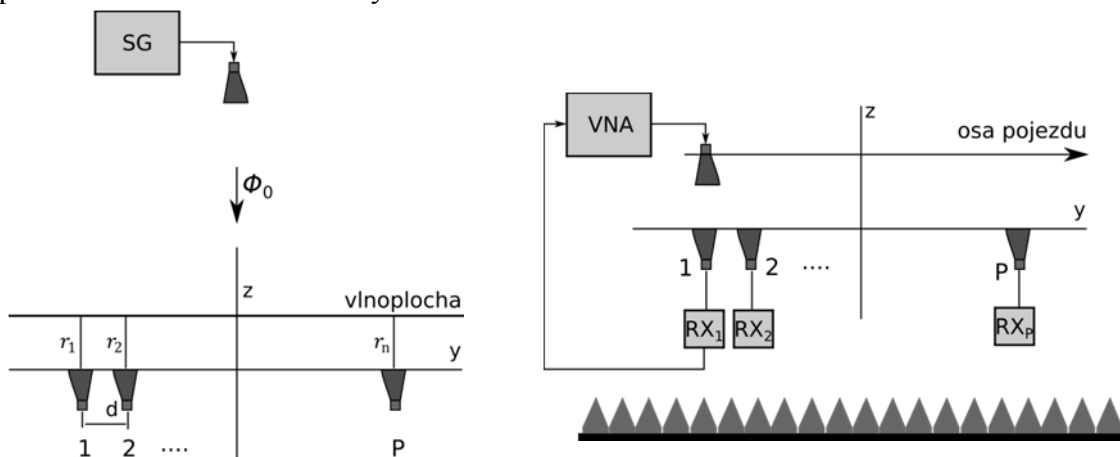 SG
Φ₀
z
vlnoplocha
r₁ r₂ rₙ
y
d
1 2 .... P
VNA
z
osa pojezdu
y
1 2 .... P
RX₁ RX₂ RXₚ